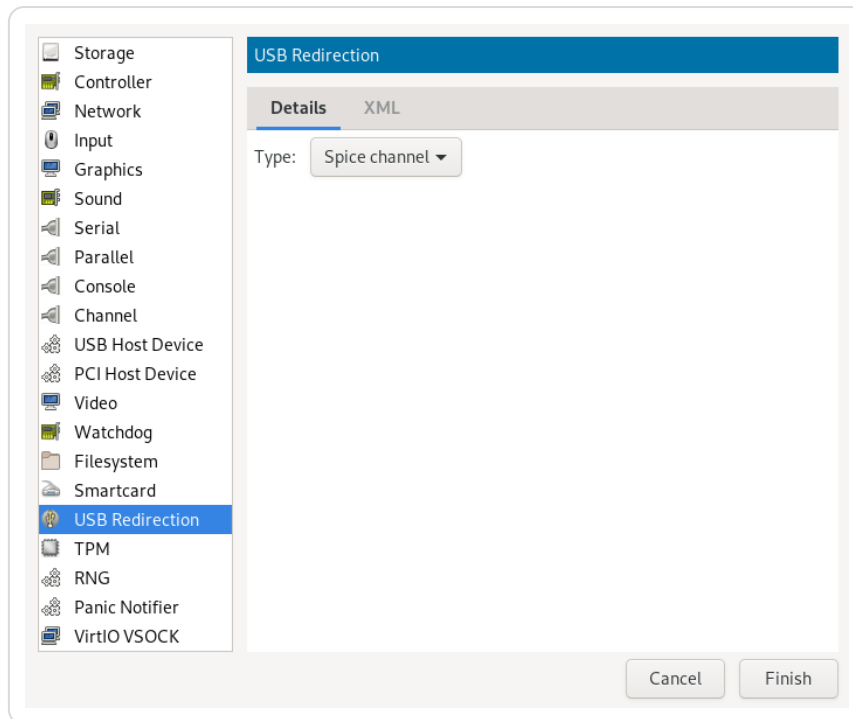 Storage
Controller
Network
Input
Graphics
Sound
Serial
Parallel
Console
Channel
USB Host Device
PCI Host Device
Video
Watchdog
Filesystem
Smartcard
USB Redirection
TPM
RNG
Panic Notifier
VirtIO VSOCK
USB Redirection
Details XML
Type: Spice channel
Cancel Finish